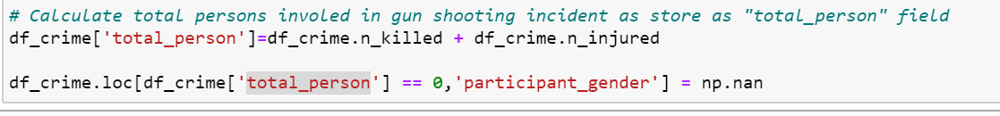 # Calculate total persons involed in gun shooting incident as store as "total_person" field
df_crime['total_person']=df_crime.n_killed + df_crime.n_injured
df_crime.loc[df_crime['total_person'] == 0,'participant_gender'] = np.nan